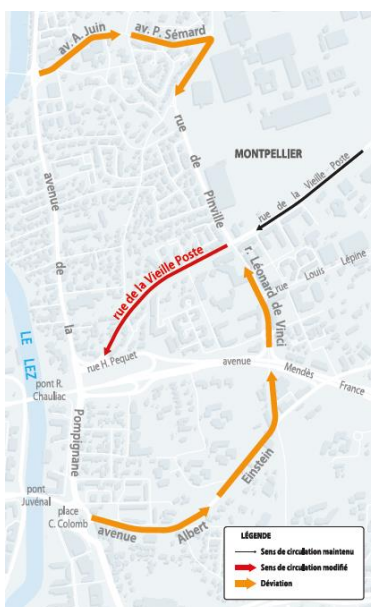 av. A. Juin
av. P. Sémard
rue de Pinville
MONTPELLIER
rue de la Vieille Poste
avenue de la Pompignane
rue de la Vieille Poste
r. Léonard de Vinci
rue Louis Lépine
LE LEZ
rue H. Pequet
avenue Mendès France
pont R.
Chauliac
pont
Juvénal
place
C. Colomb
avenue Albert Einstein
LÉGENDE
Sens de circulation maintenu
Sens de circulation modifié
Déviation